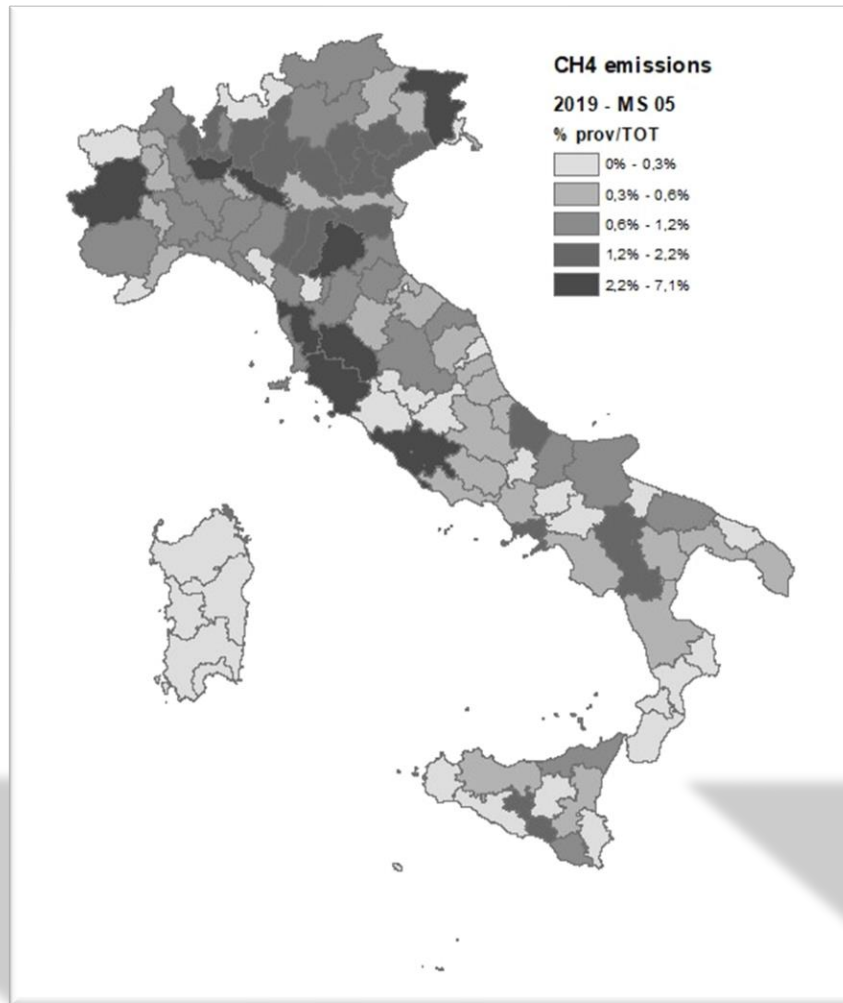 CH4 emissions
2019 - MS 05
% prov/TOT
0% - 0,3%
0,3% - 0,6%
0,6% - 1,2%
1,2% - 2,2%
2,2% - 7,1%